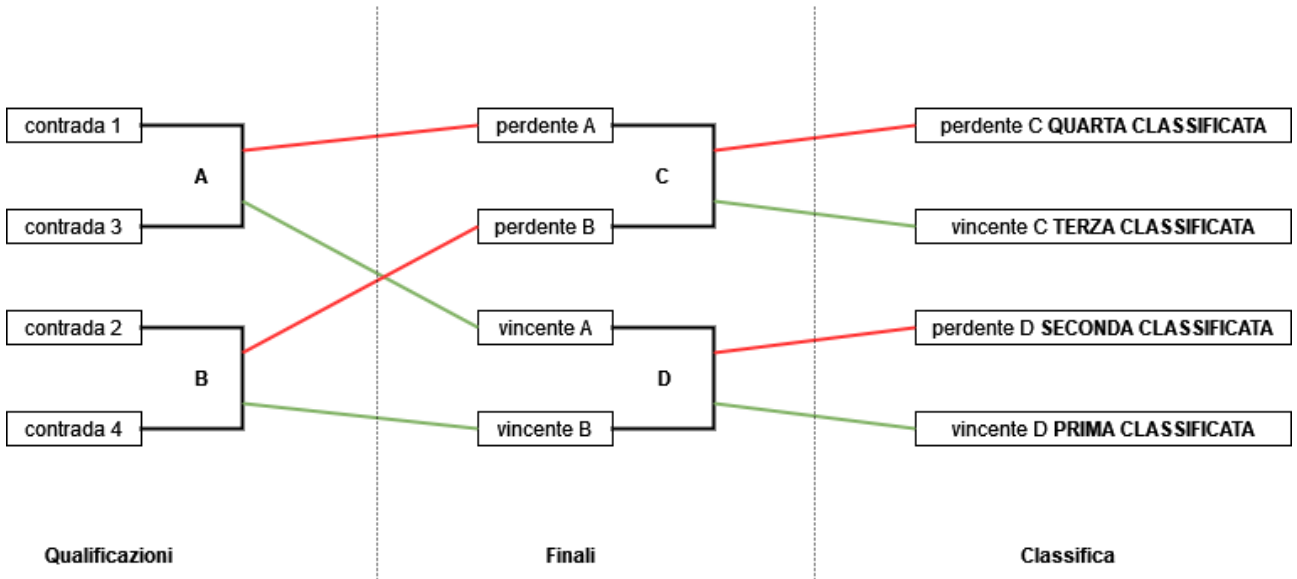 contrada 1
perdente A
perdente C QUARTA CLASSIFICATA
A
C
contrada 3
perdente B
vincente C TERZA CLASSIFICATA
contrada 2
vincente A
perdente D SECONDA CLASSIFICATA
B
D
contrada 4
vincente B
vincente D PRIMA CLASSIFICATA
Qualificazioni
Finali
Classifica